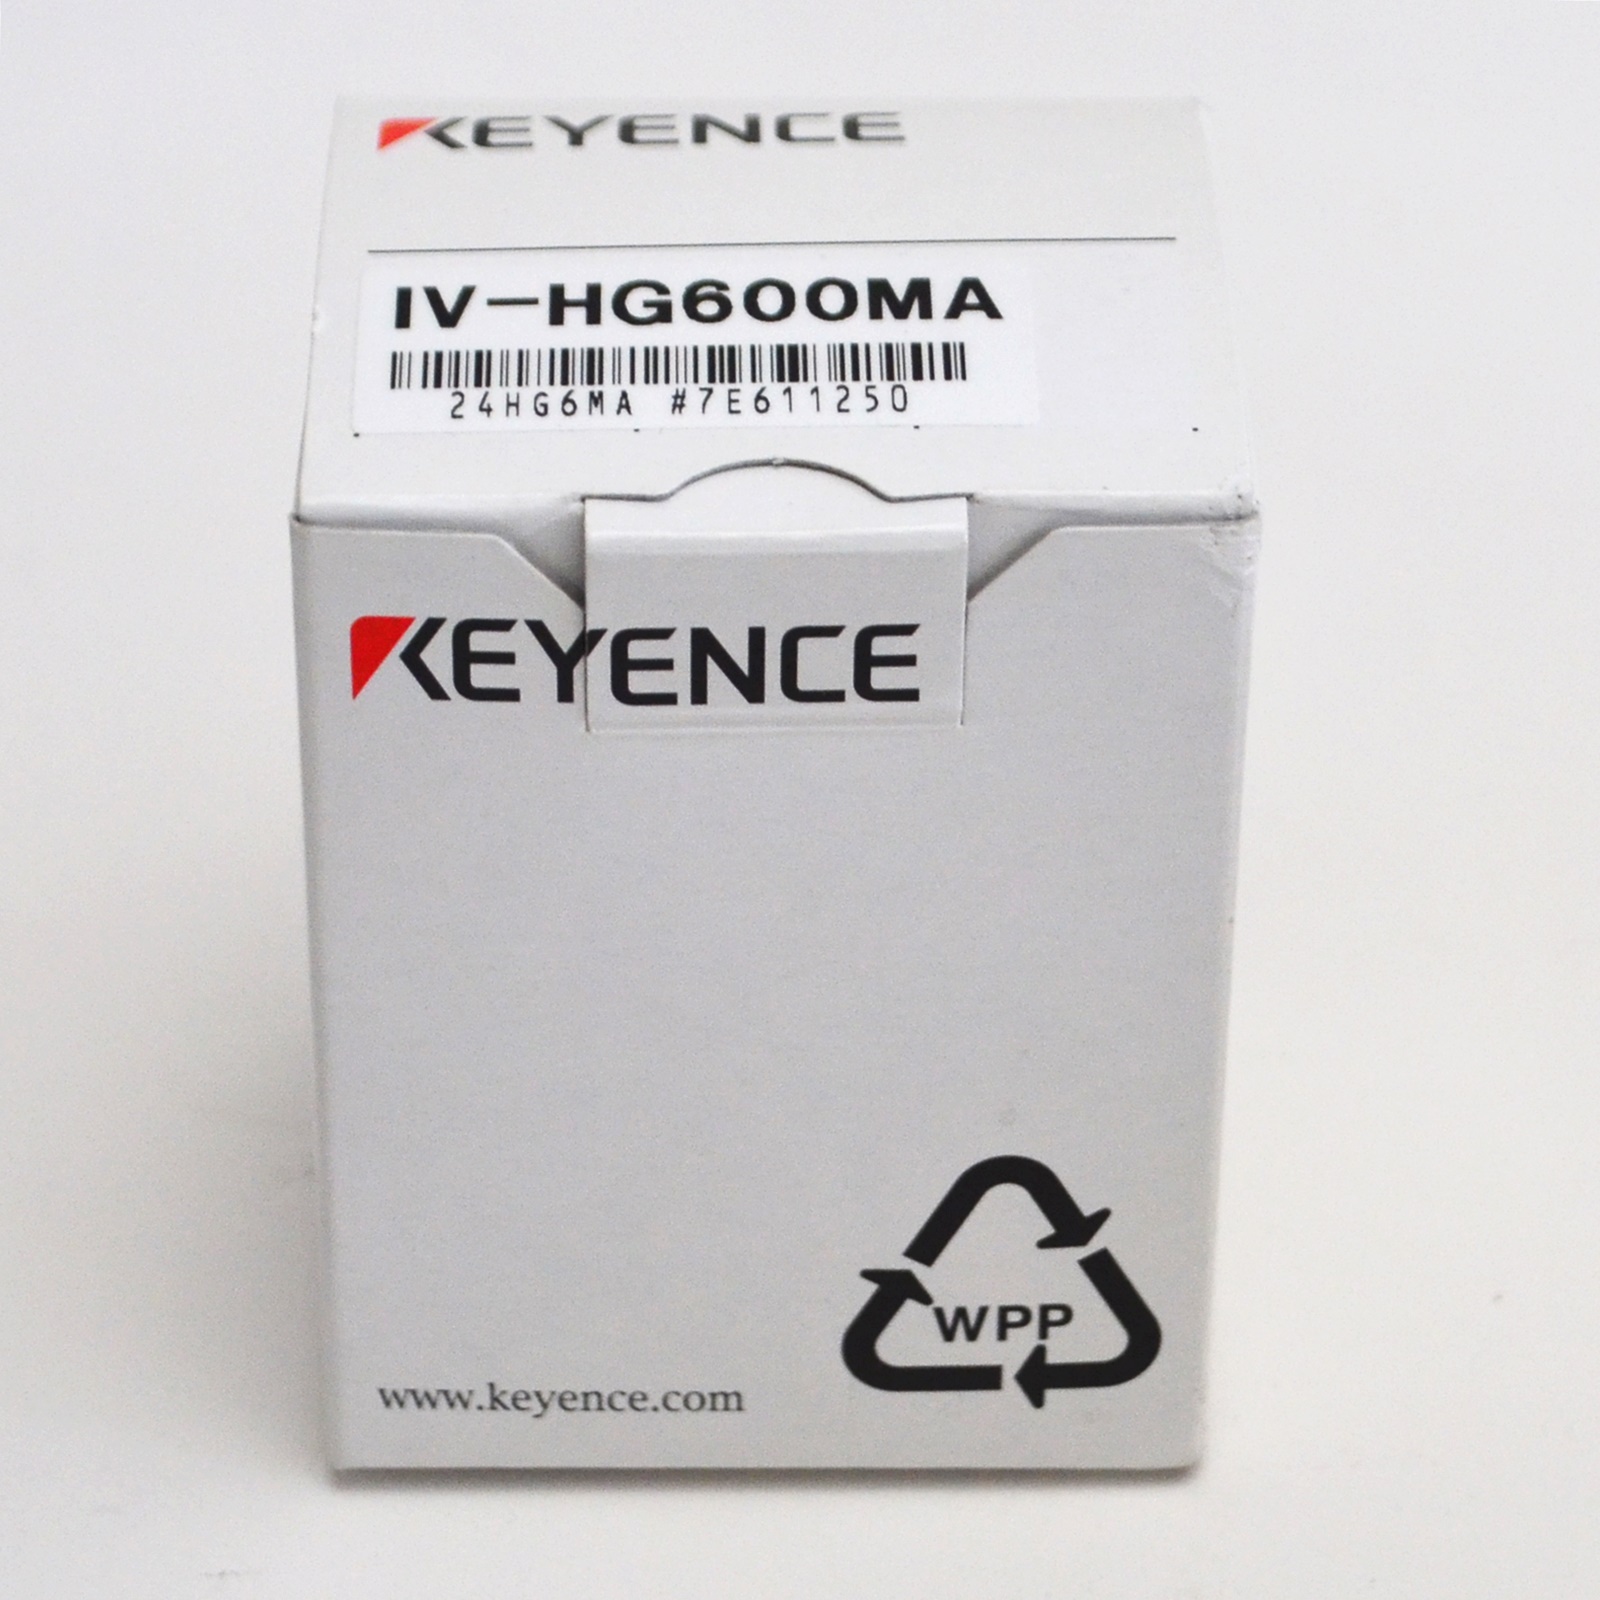 KEYENCE
IV-HG600MA
24HG6MA #7E611250
KEYENCE
WPP
www.keyence.com